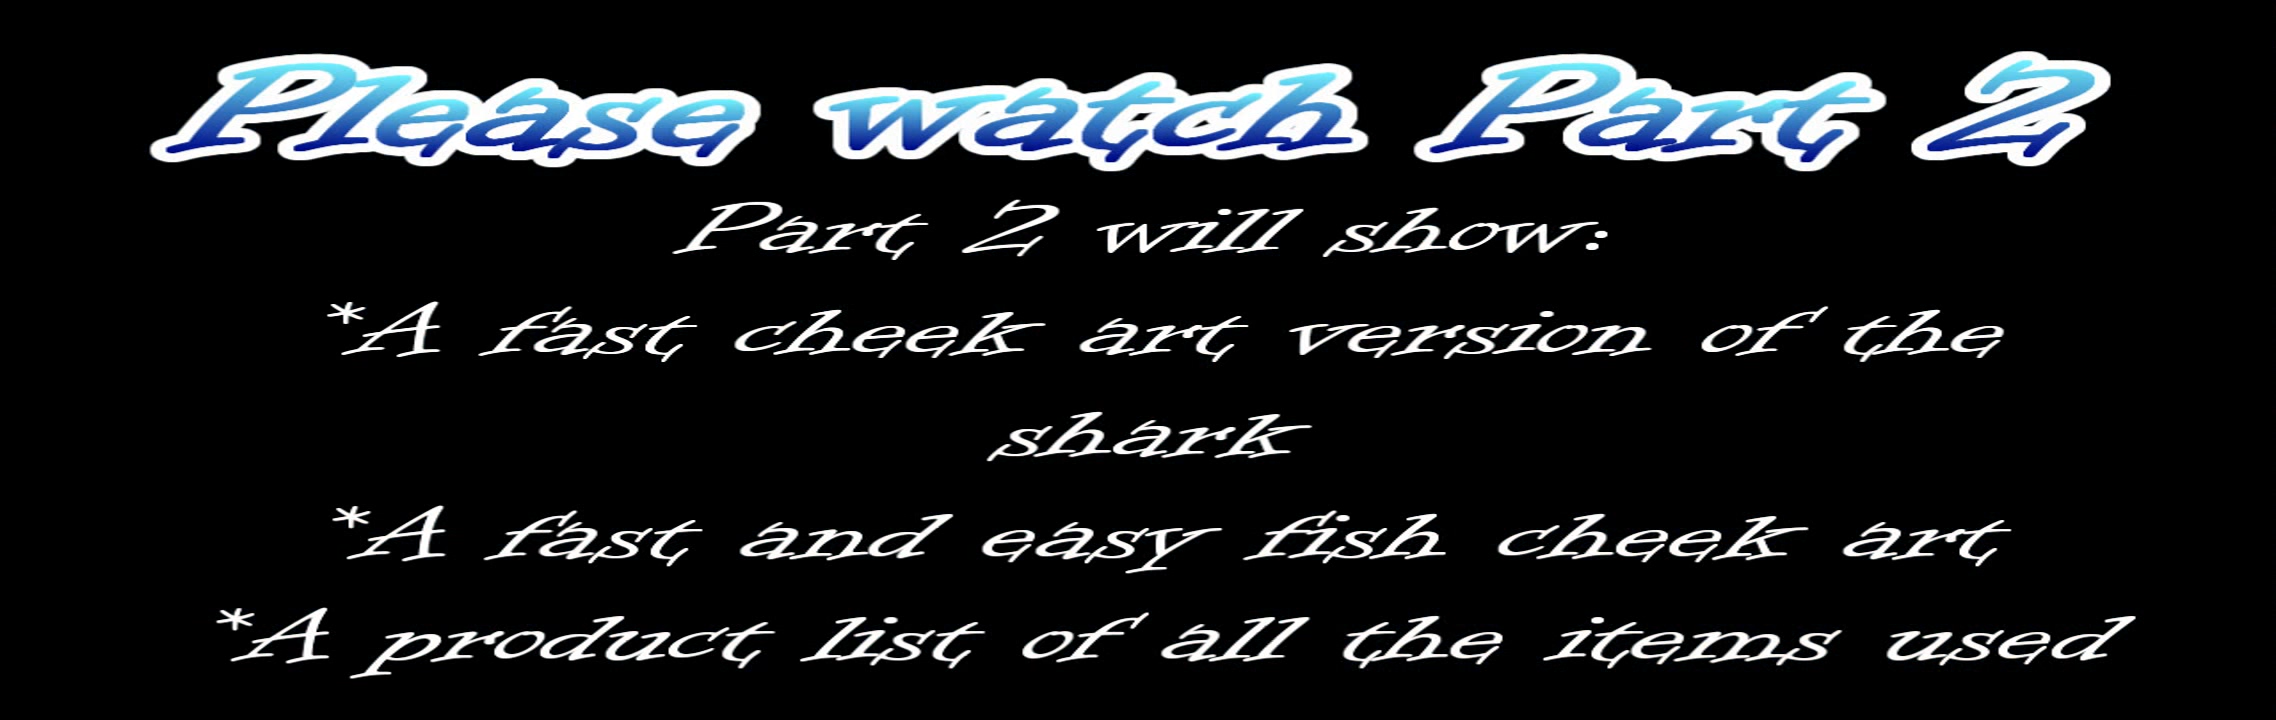 Please watch Part 2
Part 2 will show:
*A fast cheek art version of the
shark
*A fast and easy fish cheek art
*A product list of all the items used